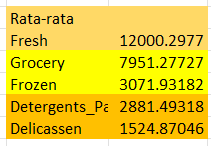 Rata-rata
Fresh 12000.2977
Grocery 7951.27727
Frozen 3071.93182
Detergents_Pa 2881.49318
Delicassen 1524.87046